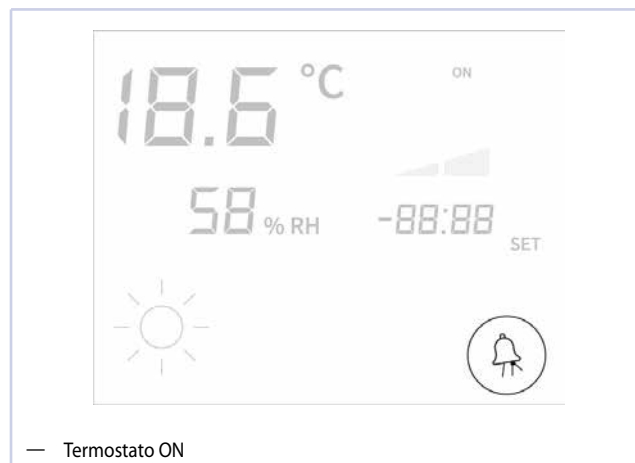 18.6 °C ON
58 % RH -88:88
SET
— Termostato ON